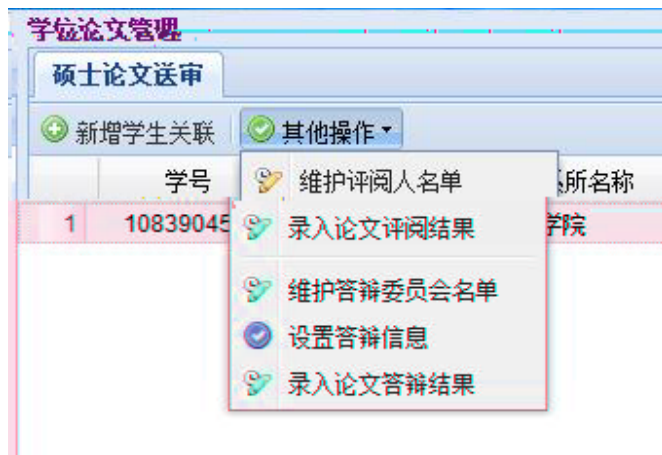 学位论文管理
硕士论文送审
新增学生关联 其他操作
学号 所名称
1 10839045 学院
维护评阅人名单
录入论文评阅结果
维护答辩委员会名单
设置答辩信息
录入论文答辩结果